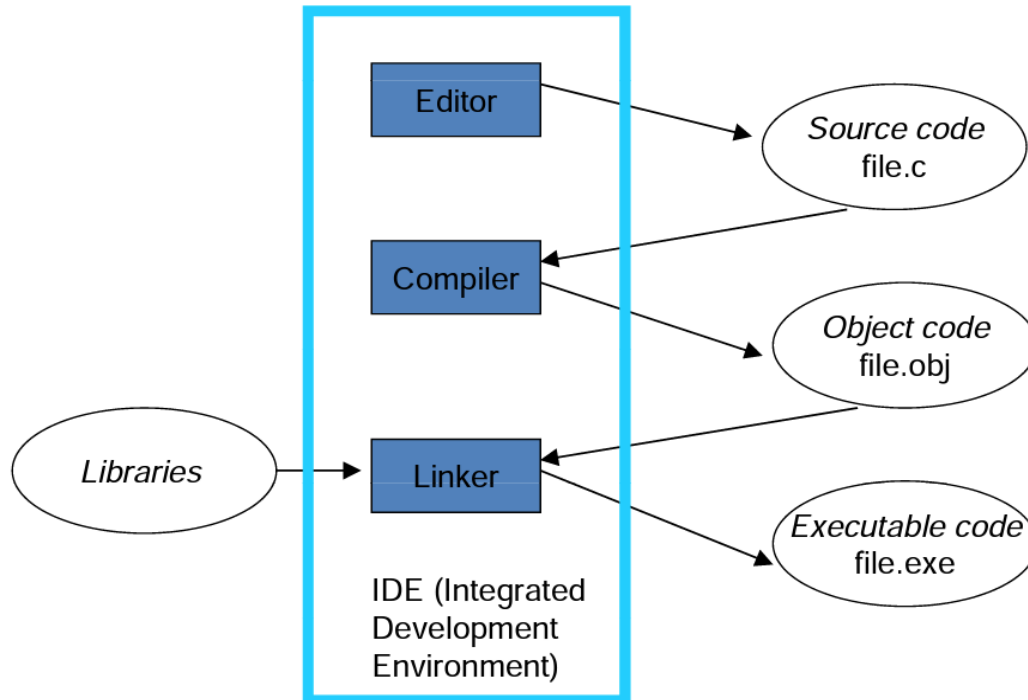 Editor
Source code
file.c
Compiler
Object code
file.obj
Libraries
Linker
Executable code
file.exe
IDE (Integrated
Development
Environment)